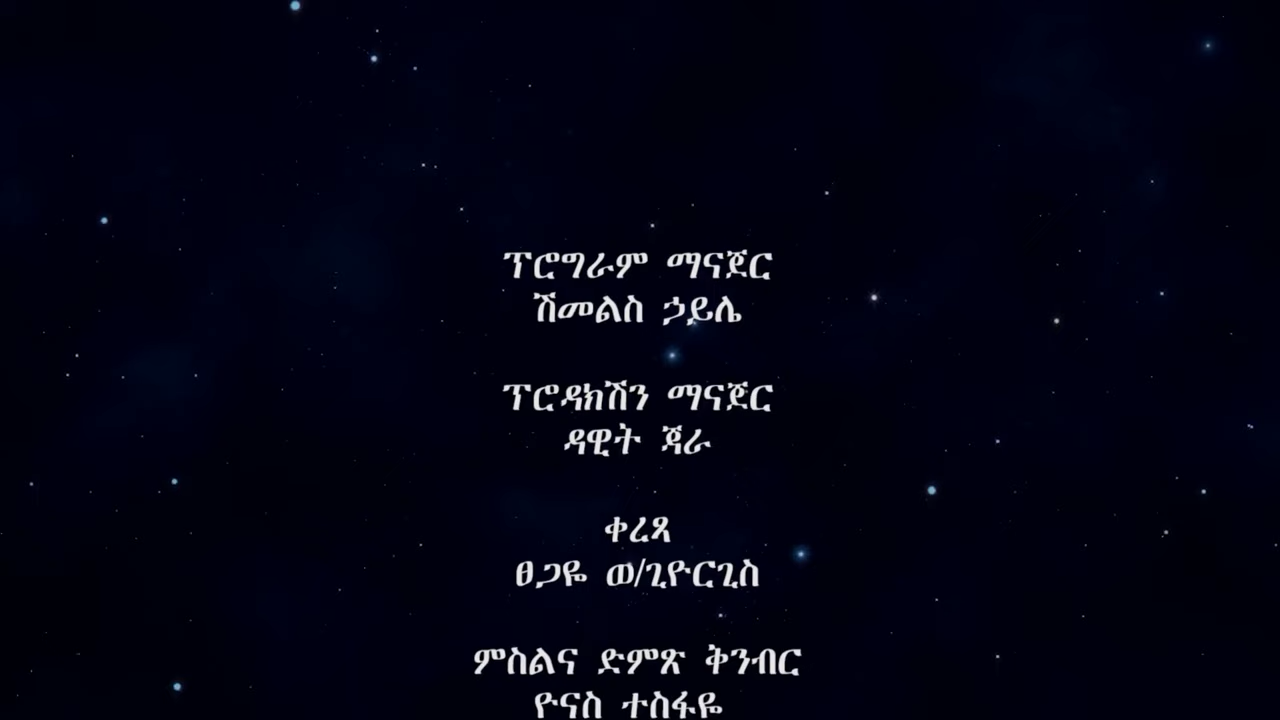 ፕሮግራም ማናጀር
ሽመልስ ኃይሌ
ፕሮዳክሽን ማናጀር
ዳዊት ጃራ
ቀረጻ
ፀጋዬ ወ/ጊዮርጊስ
ምስልና ድምጽ ቅንብር
ዮናስ ተስፋዬ